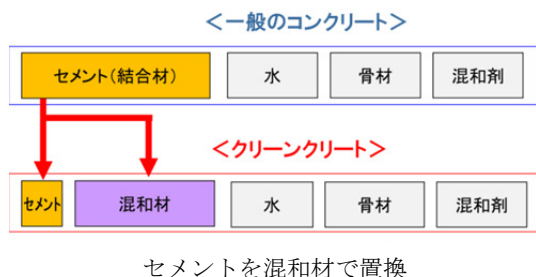 ＜一般のコンクリート＞
セメント（結合材） 水 骨材 混和剤
＜クリーンクリート＞
セメント 混和材 水 骨材 混和剤
セメントを混和材で置換